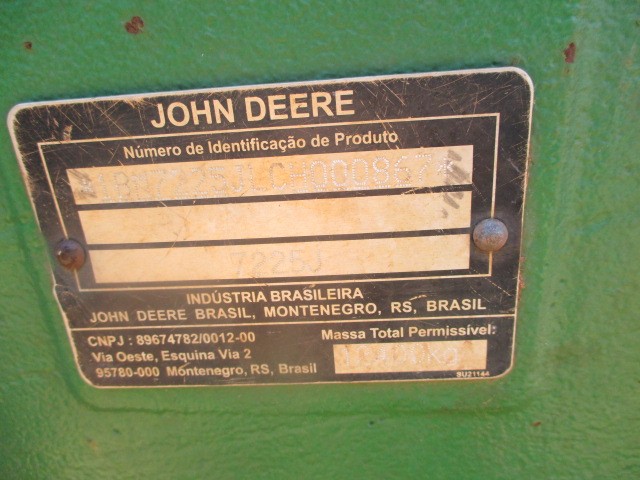 JOHN DEERE
Número de Identificação de Produto
7225J
INDÚSTRIA BRASILEIRA
JOHN DEERE BRASIL, MONTENEGRO, RS, BRASIL
CNPJ : 89674782/0012-00
Massa Total Permissível:
Via Oeste, Esquina Via 2
95780-000 Montenegro, RS, Brasil
SU21144